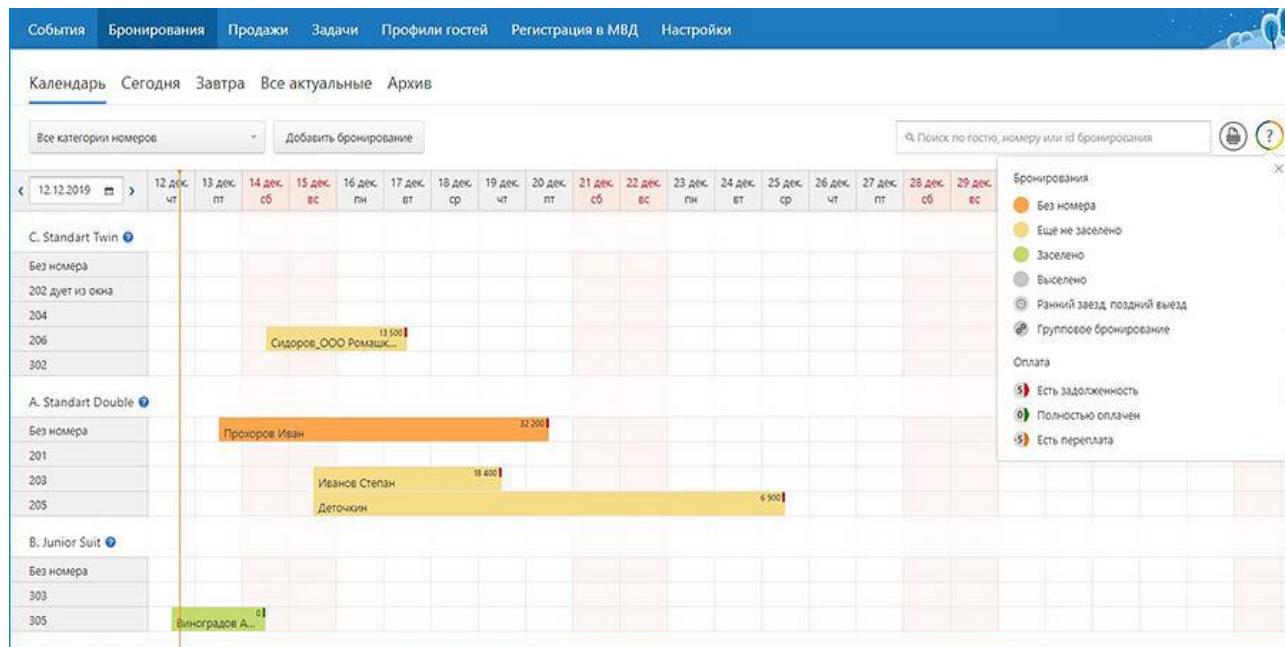 События Бронирования Продажи Задачи Профили гостей Регистрация в МВД Настройки
Календарь Сегодня Завтра Все актуальные Архив
Все категории номеров Добавить бронирование Поиск по гостю, номеру или id бронирования ?
12.12.2019 12 дек. 13 дек. 14 дек. 15 дек. 16 дек. 17 дек. 18 дек. 19 дек. 20 дек. 21 дек. 22 дек. 23 дек. 24 дек. 25 дек. 26 дек. 27 дек. 28 дек. 29 дек.
чт пт сб вс пн вт ср чт пт сб вс пн вт ср чт пт сб вс
C. Standart Twin ?
Без номера
202 дует из окна
204
206 Сидоров_ООО Ромашк... 13 500
302
A. Standart Double ?
Без номера Прохоров Иван 32 200
201
203 Иванов Степан 18 400
205 Деточкин 6 900
B. Junior Suit ?
Без номера
303
305 Виноградов А... 0
Бронирования
Без номера
Еще не заселено
Заселено
Выселено
Ранний заезд, поздний выезд
Групповое бронирование
Оплата
5 Есть задолженность
0 Полностью оплачен
-5 Есть переплата